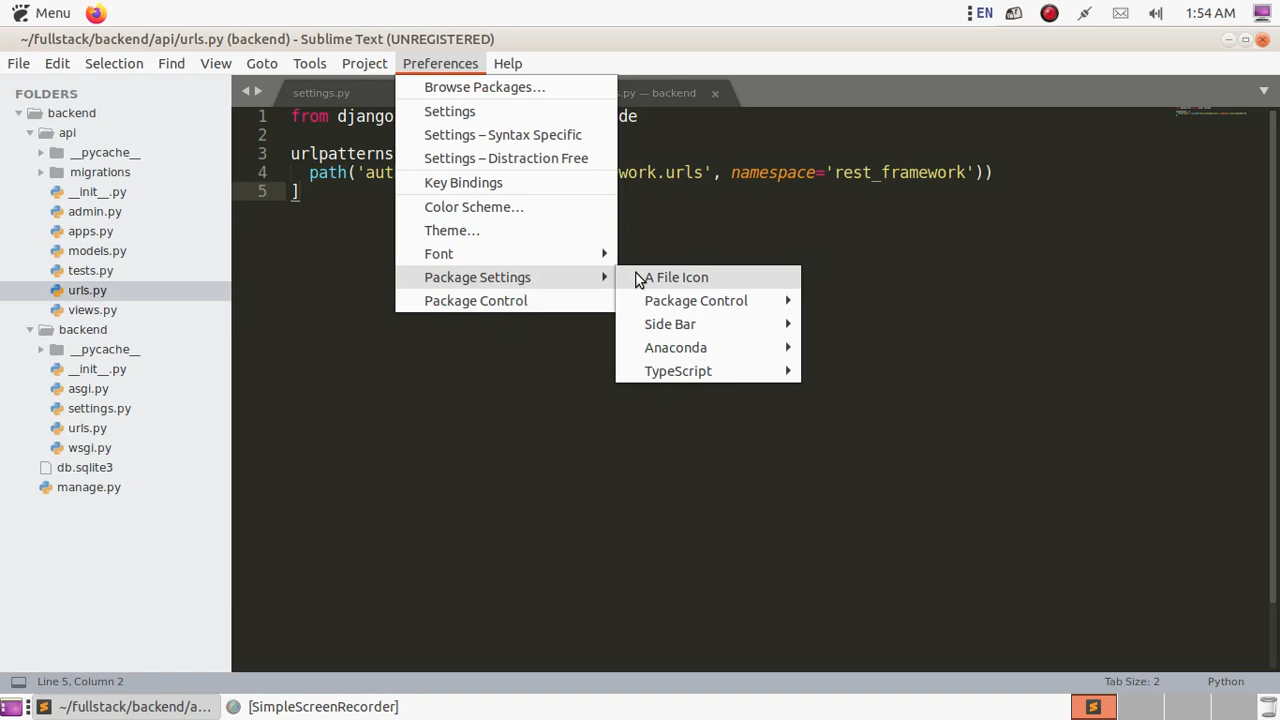 Menu
EN
1:54 AM
~/fullstack/backend/api/urls.py (backend) - Sublime Text (UNREGISTERED)
File Edit Selection Find View Goto Tools Project Preferences Help
FOLDERS
backend
api
__pycache__
migrations
__init__.py
admin.py
apps.py
models.py
tests.py
urls.py
views.py
backend
__pycache__
__init__.py
asgi.py
settings.py
urls.py
wsgi.py
db.sqlite3
manage.py
settings.py
s.py — backend
1 from django de
2
3 urlpatterns
4 path('aut work.urls', namespace='rest_framework'))
5 ]
Browse Packages…
Settings
Settings – Syntax Specific
Settings – Distraction Free
Key Bindings
Color Scheme…
Theme…
Font
Package Settings
Package Control
A File Icon
Package Control
Side Bar
Anaconda
TypeScript
Line 5, Column 2
Tab Size: 2
Python
~/fullstack/backend/a...
[SimpleScreenRecorder]